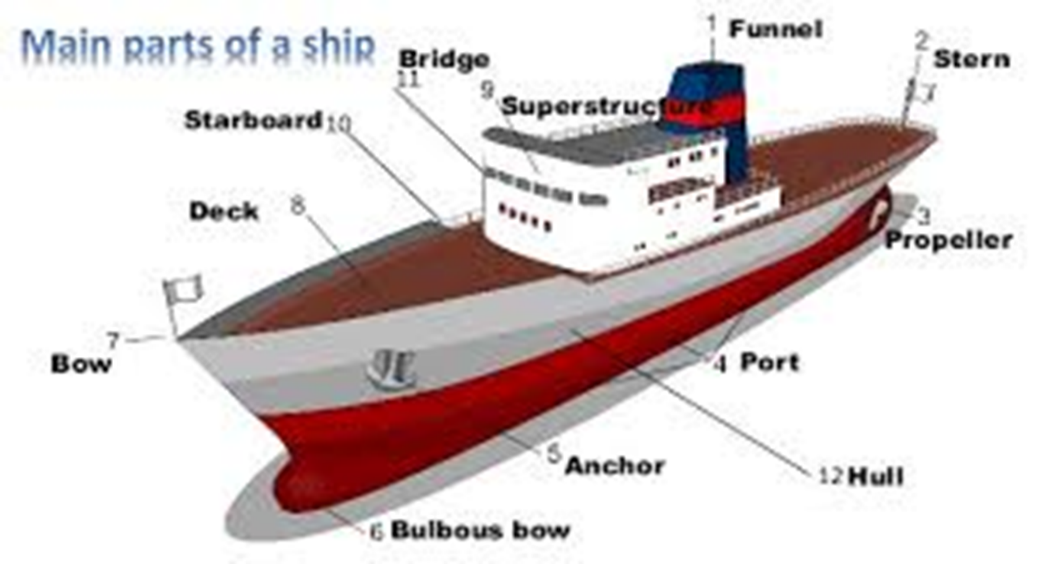 Main parts of a ship
1 Funnel
2 Stern
Bridge
11
9
Superstructure
Starboard 10
Deck 8
3
Propeller
7
Bow
4 Port
5 Anchor
12 Hull
6 Bulbous bow